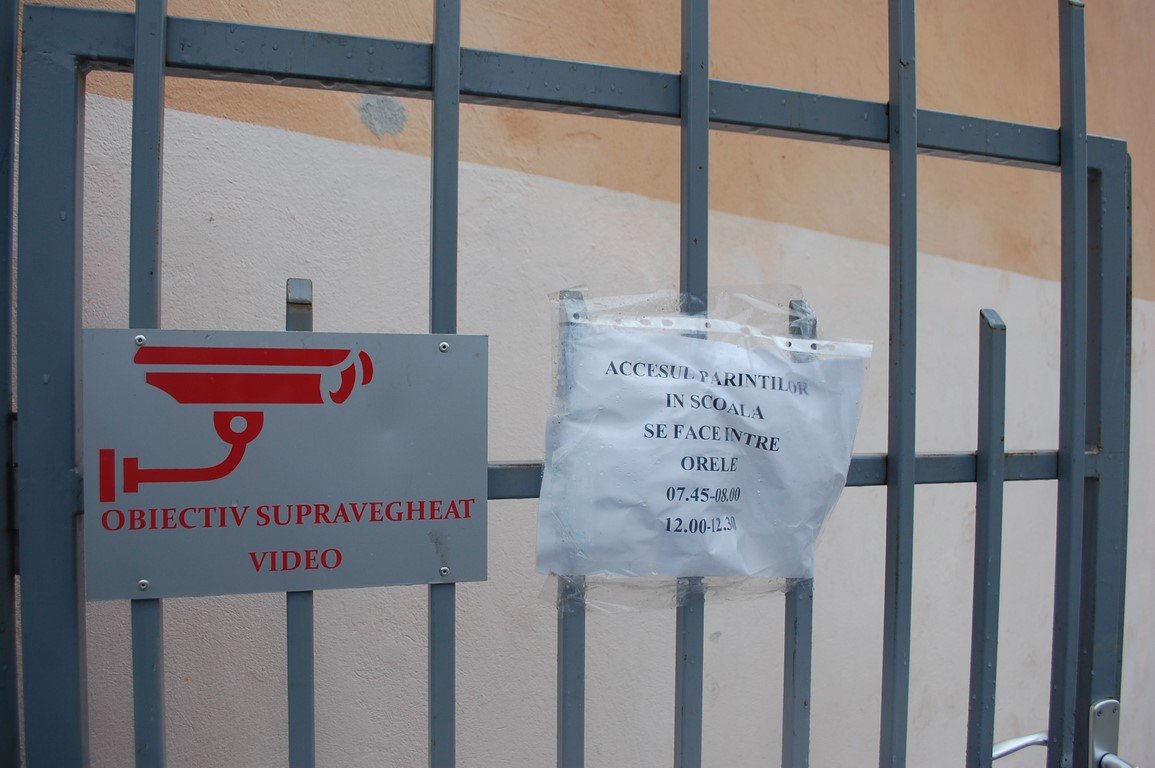 OBIECTIV SUPRAVEGHEAT
VIDEO
ACCESUL PARINTILOR
IN SCOALA
SE FACE INTRE
ORELE
07.45-08.00
12.00-12.30